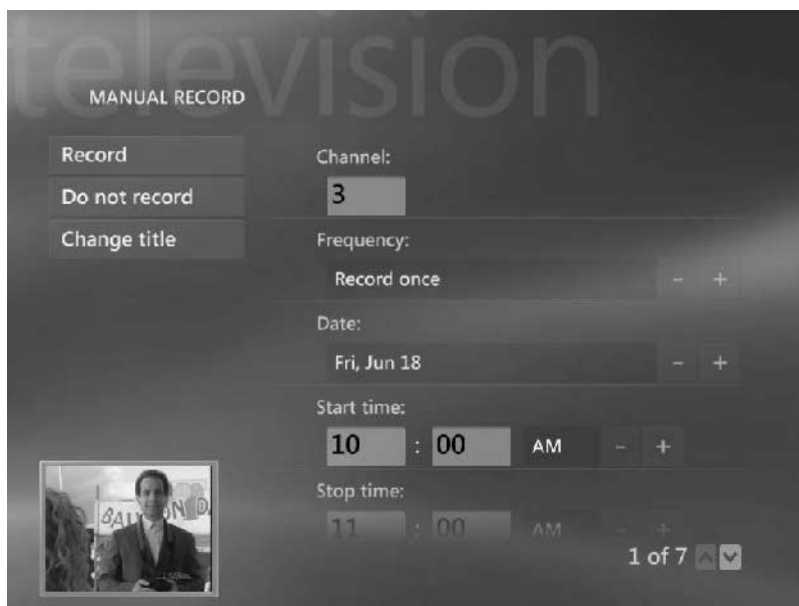 television
MANUAL RECORD
Record
Do not record
Change title
Channel:
3
Frequency:
Record once
- +
Date:
Fri, Jun 18
- +
Start time:
10 : 00 AM - +
Stop time:
11 : 00 AM - +
1 of 7